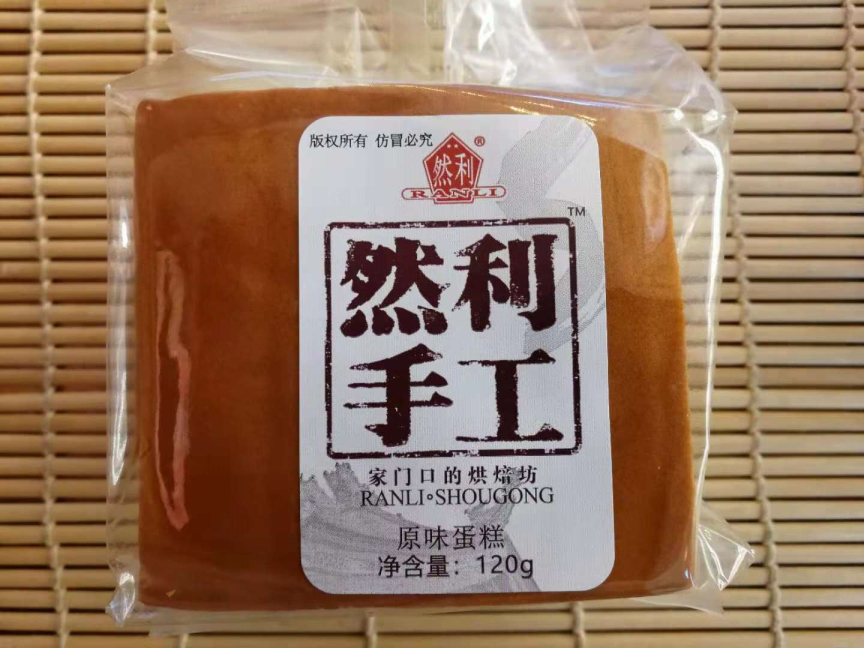 版权所有 仿冒必究
然利®
RANLI
TM
然利
手工
家门口的烘焙坊
RANLI•SHOUGONG
原味蛋糕
净含量：120g